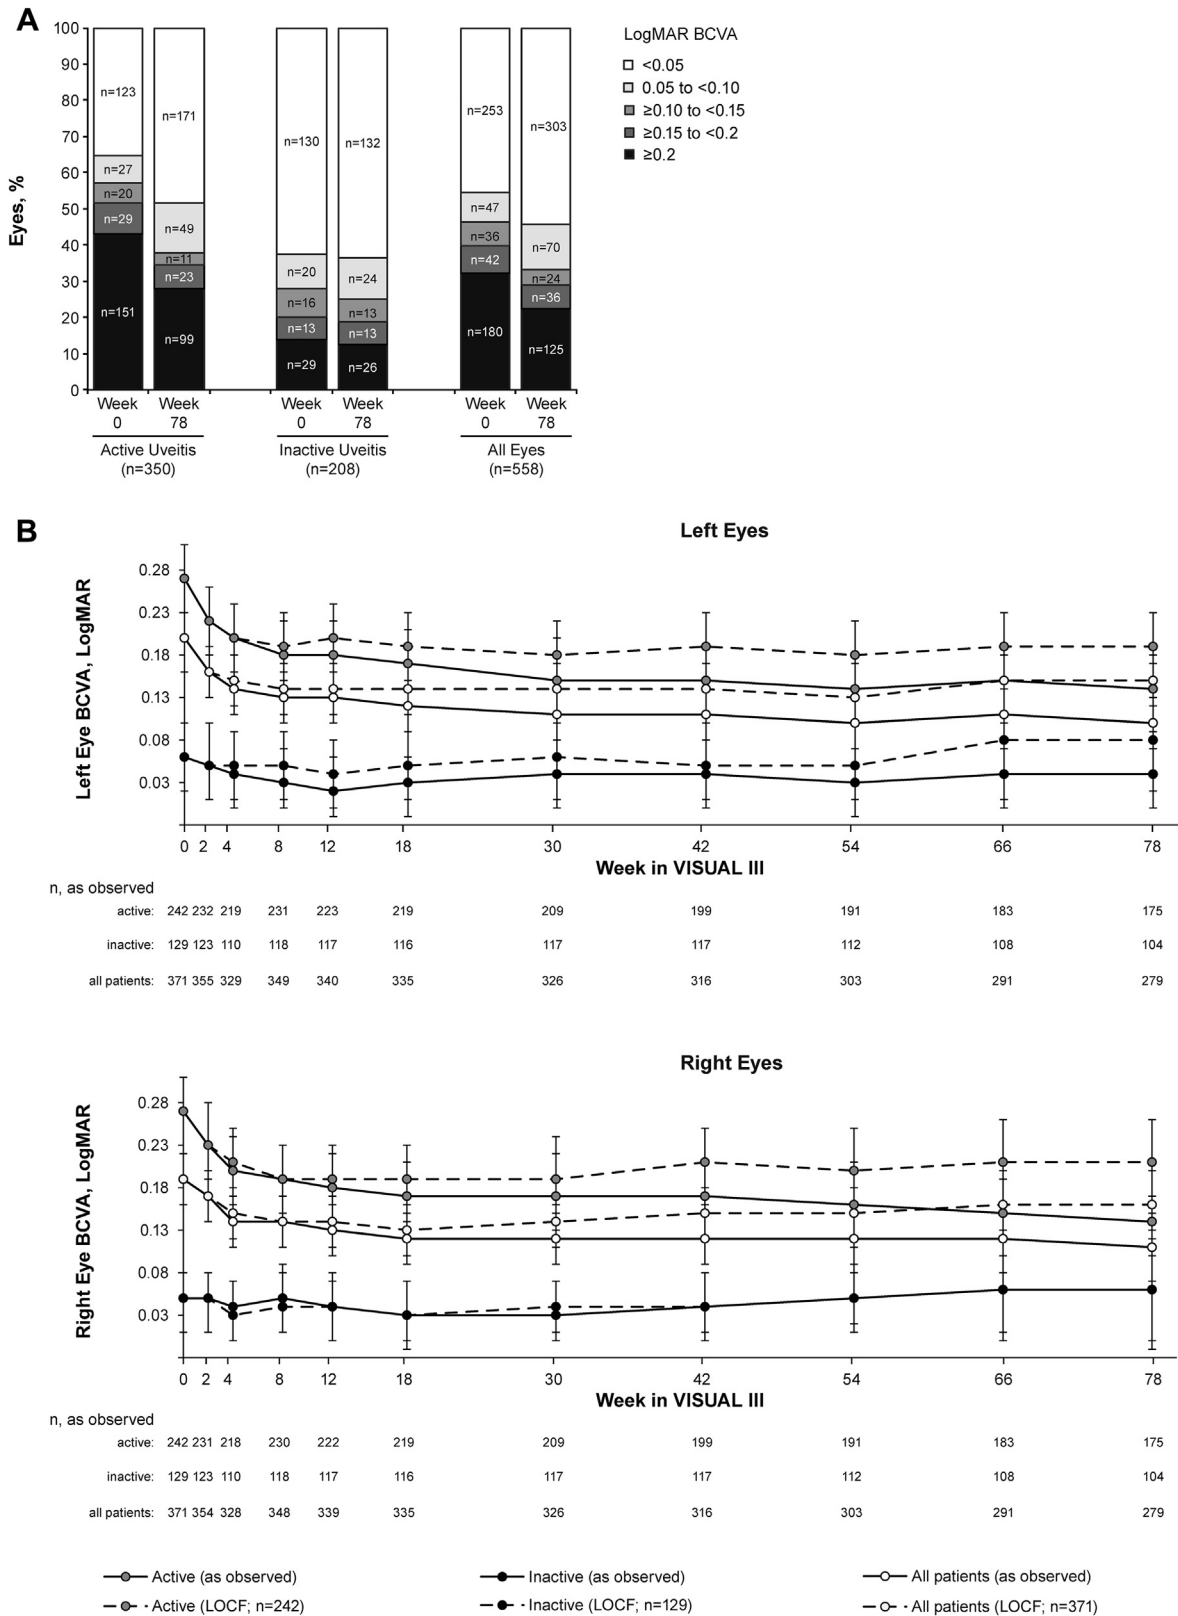 A
LogMAR BCVA
<0.05
0.05 to <0.10
≥0.10 to <0.15
≥0.15 to <0.2
≥0.2
Eyes, %
100
90
80
70
60
50
40
30
20
10
0
n=123
n=27
n=20
n=29
n=151
n=171
n=49
n=11
n=23
n=99
n=130
n=20
n=16
n=13
n=29
n=132
n=24
n=13
n=13
n=26
n=253
n=47
n=36
n=42
n=180
n=303
n=70
n=24
n=36
n=125
Week Week Week Week Week Week
0 78 0 78 0 78
Active Uveitis Inactive Uveitis All Eyes
(n=350) (n=208) (n=558)
B
Left Eyes
Left Eye BCVA, LogMAR
0.28
0.23
0.18
0.13
0.08
0.03
0 2 4 8 12 18 30 42 54 66 78
Week in VISUAL III
n, as observed
active: 242 232 219 231 223 219 209 199 191 183 175
inactive: 129 123 110 118 117 116 117 117 112 108 104
all patients: 371 355 329 349 340 335 326 316 303 291 279
Right Eyes
Right Eye BCVA, LogMAR
0.28
0.23
0.18
0.13
0.08
0.03
0 2 4 8 12 18 30 42 54 66 78
Week in VISUAL III
n, as observed
active: 242 231 218 230 222 219 209 199 191 183 175
inactive: 129 123 110 118 117 116 117 117 112 108 104
all patients: 371 354 328 348 339 335 326 316 303 291 279
Active (as observed) Inactive (as observed) All patients (as observed)
Active (LOCF; n=242) Inactive (LOCF; n=129) All patients (LOCF; n=371)